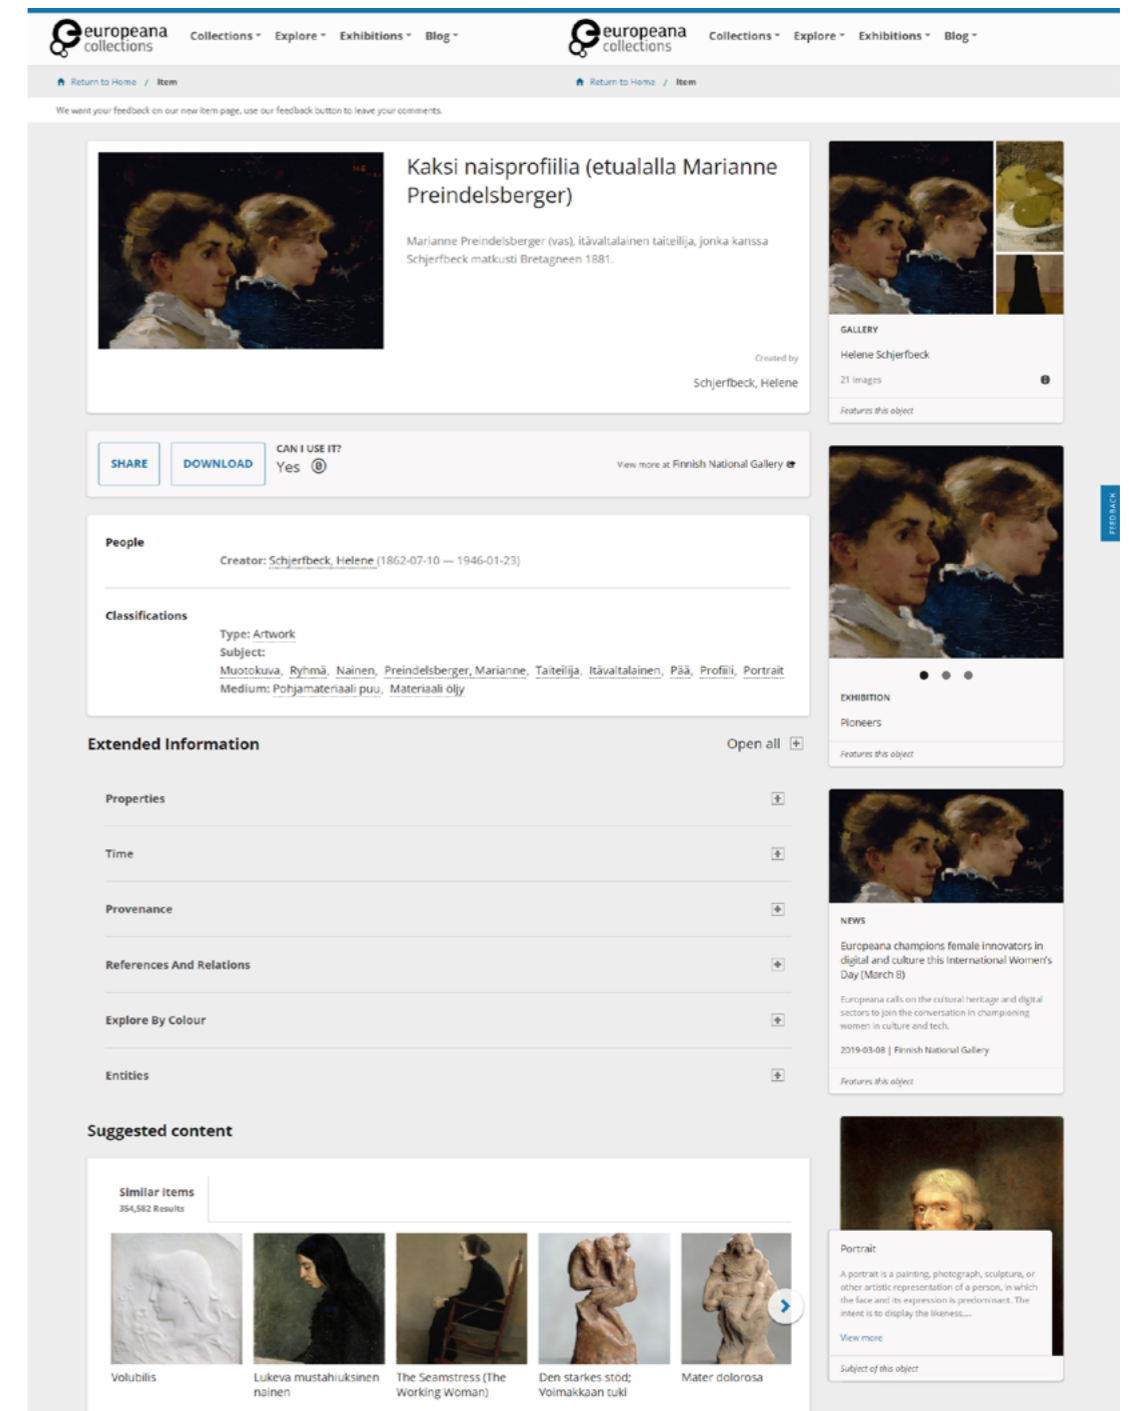 europeana
collections
Collections Explore Exhibitions Blog
europeana
collections
Collections Explore Exhibitions Blog
Return to Home / Item
Return to Home / Item
We want your feedback on our new item page, use our feedback button to leave your comments.
Kaksi naisprofiilia (etualalla Marianne
Preindelsberger)
Marianne Preindelsberger (vas), itävaltalainen taiteilija, jonka kanssa
Schjerfbeck matkusti Bretagneen 1881.
Created by
Schjerfbeck, Helene
SHARE
DOWNLOAD
CAN I USE IT?
Yes
View more at Finnish National Gallery
People
Creator: Schjerfbeck, Helene (1862-07-10 — 1946-01-23)
Classifications
Type: Artwork
Subject:
Muotokuva, Ryhmä, Nainen, Preindelsberger, Marianne, Taiteilija, Itävaltalainen, Pää, Profiili, Portrait
Medium: Pohjamateriaali puu, Materiaali öljy
Extended Information
Open all
Properties
Time
Provenance
References And Relations
Explore By Colour
Entities
Suggested content
Similar items
354,582 Results
Volubilis
Lukeva mustahiuksinen
nainen
The Seamstress (The
Working Woman)
Den starkes stöd;
Voimakkaan tuki
Mater dolorosa
GALLERY
Helene Schjerfbeck
21 images
Features this object
EXHIBITION
Pioneers
Features this object
NEWS
Europeana champions female innovators in
digital and culture this International Women's
Day (March 8)
Europeana calls on the cultural heritage and digital
sectors to join the conversation in championing
women in culture and tech.
2019-03-08 | Finnish National Gallery
Features this object
Portrait
A portrait is a painting, photograph, sculpture, or
other artistic representation of a person, in which
the face and its expression is predominant. The
intent is to display the likeness,...
View more
Subject of this object
FEEDBACK